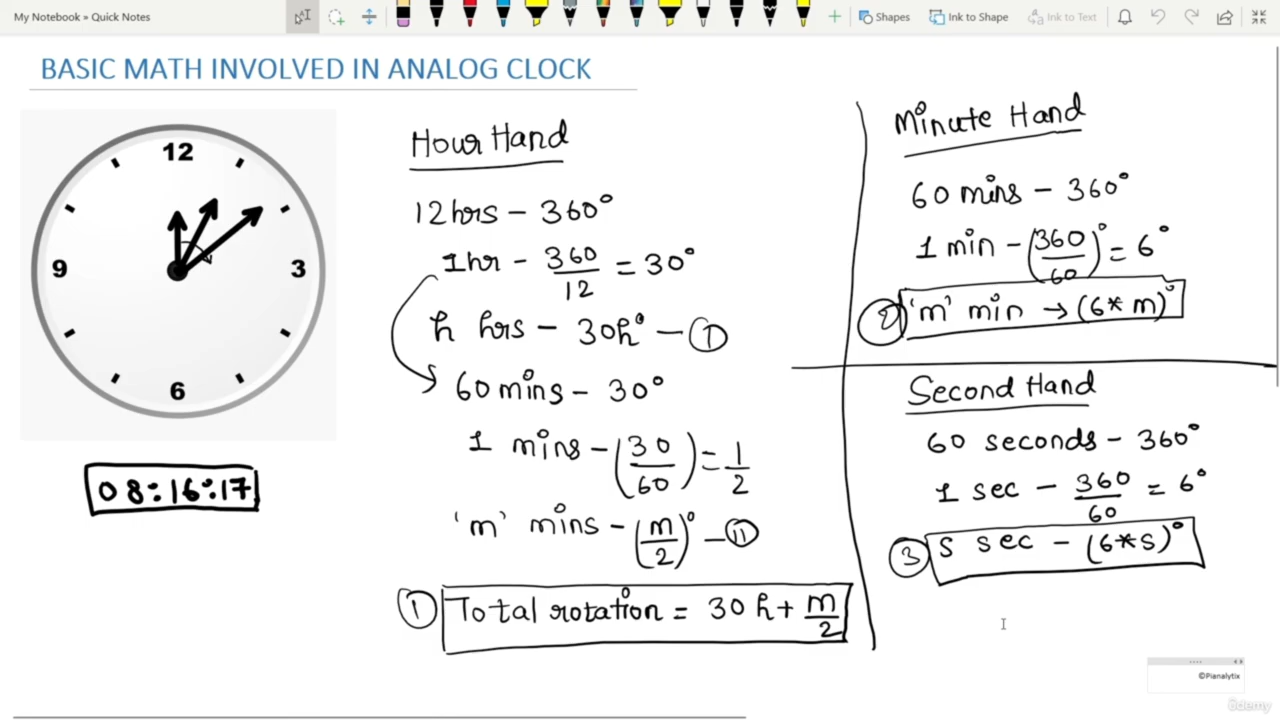 My Notebook » Quick Notes
Shapes
Ink to Shape
Ink to Text
BASIC MATH INVOLVED IN ANALOG CLOCK
12
3
6
9
08:16:17
Hour Hand
12hrs - 360°
1hr - 360/12 = 30°
h hrs - 30h° - I
60 mins - 30°
1 mins - (30/60) = 1/2
'm' mins - (m/2)° - II
1 Total rotation = 30 h + m/2
Minute Hand
60 mins - 360°
1 min - (360/60)° = 6°
2 'm' min → (6* m)°
Second Hand
60 seconds - 360°
1 sec - 360/60 = 6°
3 s sec - (6*s)°
©Pianalytix
ûdemy